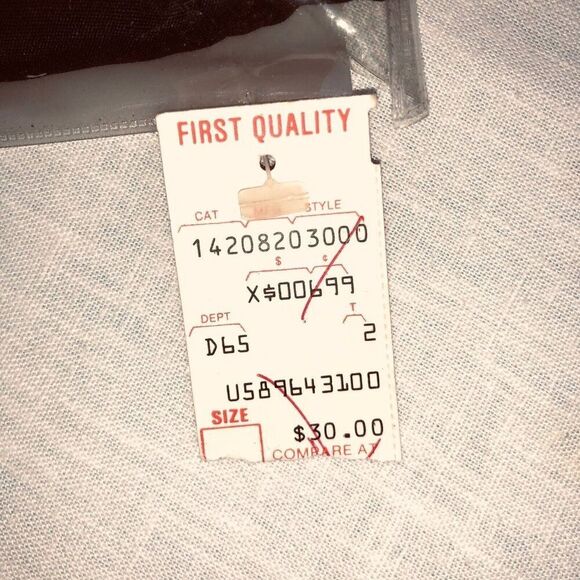 FIRST QUALITY
CAT STYLE
14208203000
$ ¢
X$00699
DEPT T
D65 2
U589643100
SIZE
$30.00
COMPARE AT